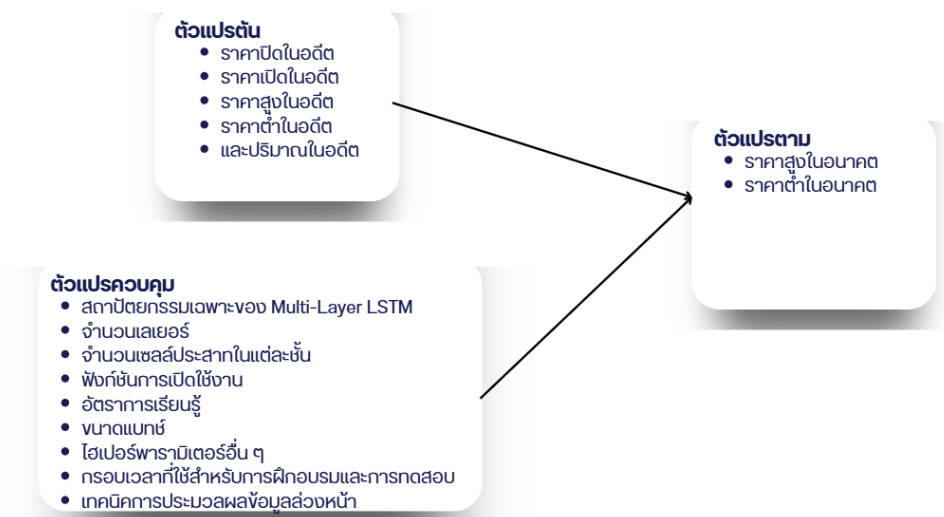 ตัวแปรต้น
ราคาปิดในอดีต
ราคาเปิดในอดีต
ราคาสูงในอดีต
ราคาต่ำในอดีต
และปริมาณในอดีต
ตัวแปรตาม
ราคาสูงในอนาคต
ราคาต่ำในอนาคต
ตัวแปรควบคุม
สถาปัตยกรรมเฉพาะของ Multi-Layer LSTM
จำนวนเลเยอร์
จำนวนเซลล์ประสาทในแต่ละชั้น
ฟังก์ชันการเปิดใช้งาน
อัตราการเรียนรู้
ขนาดแบทช์
ไฮเปอร์พารามิเตอร์อื่น ๆ
กรอบเวลาที่ใช้สำหรับการฝึกอบรมและการทดสอบ
เทคนิคการประมวลผลข้อมูลล่วงหน้า